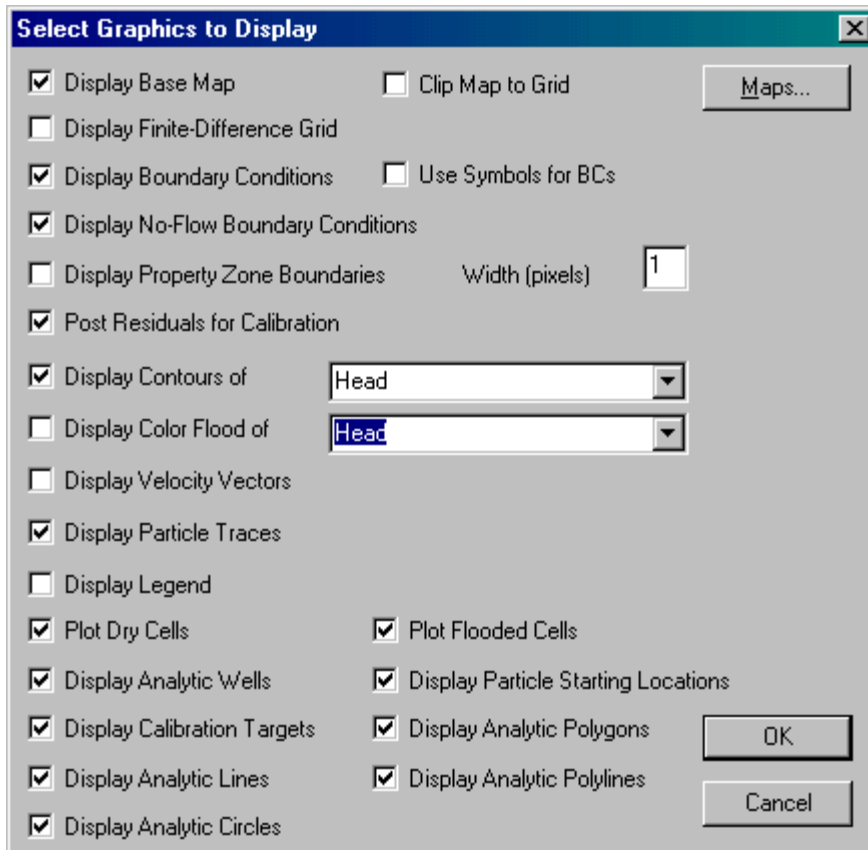 Select Graphics to Display
Display Base Map Clip Map to Grid Maps...
Display Finite-Difference Grid
Display Boundary Conditions Use Symbols for BCs
Display No-Flow Boundary Conditions
Display Property Zone Boundaries Width (pixels) 1
Post Residuals for Calibration
Display Contours of Head
Display Color Flood of Head
Display Velocity Vectors
Display Particle Traces
Display Legend
Plot Dry Cells Plot Flooded Cells
Display Analytic Wells Display Particle Starting Locations
Display Calibration Targets Display Analytic Polygons OK
Display Analytic Lines Display Analytic Polylines
Cancel
Display Analytic Circles